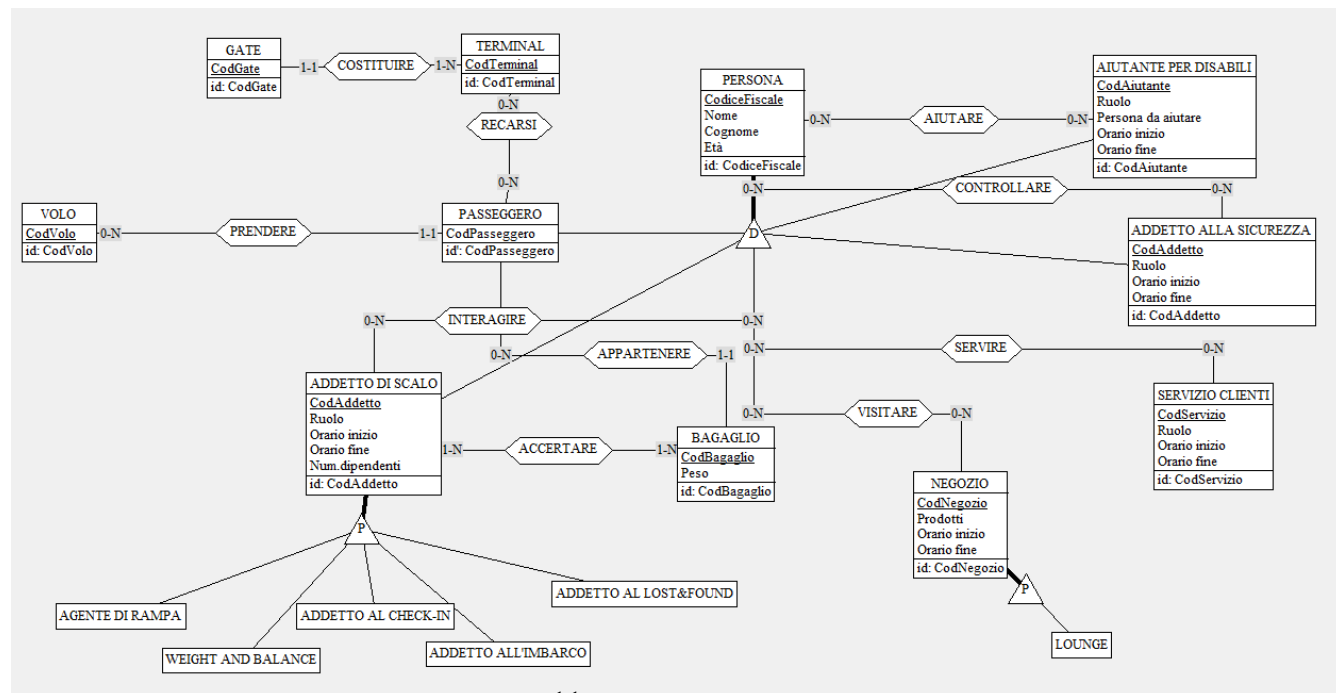 GATE
CodGate
id: CodGate
1-1
COSTITUIRE
1-N
TERMINAL
CodTerminal
id: CodTerminal
0-N
RECARSI
0-N
PERSONA
CodiceFiscale
Nome
Cognome
Età
id: CodiceFiscale
0-N
AIUTARE
0-N
AIUTANTE PER DISABILI
CodAiutante
Ruolo
Persona da aiutare
Orario inizio
Orario fine
id: CodAiutante
0-N
CONTROLLARE
0-N
VOLO
CodVolo
id: CodVolo
0-N
PRENDERE
1-1
PASSEGGERO
CodPasseggero
id': CodPasseggero
D
ADDETTO ALLA SICUREZZA
CodAddetto
Ruolo
Orario inizio
Orario fine
id: CodAddetto
0-N
INTERAGIRE
0-N
0-N
APPARTENERE
1-1
0-N
SERVIRE
0-N
ADDETTO DI SCALO
CodAddetto
Ruolo
Orario inizio
Orario fine
Num.dipendenti
id: CodAddetto
1-N
ACCERTARE
1-N
BAGAGLIO
CodBagaglio
Peso
id: CodBagaglio
0-N
VISITARE
0-N
SERVIZIO CLIENTI
CodServizio
Ruolo
Orario inizio
Orario fine
id: CodServizio
NEGOZIO
CodNegozio
Prodotti
Orario inizio
Orario fine
id: CodNegozio
P
P
AGENTE DI RAMPA
WEIGHT AND BALANCE
ADDETTO AL CHECK-IN
ADDETTO ALL'IMBARCO
ADDETTO AL LOST&FOUND
LOUNGE